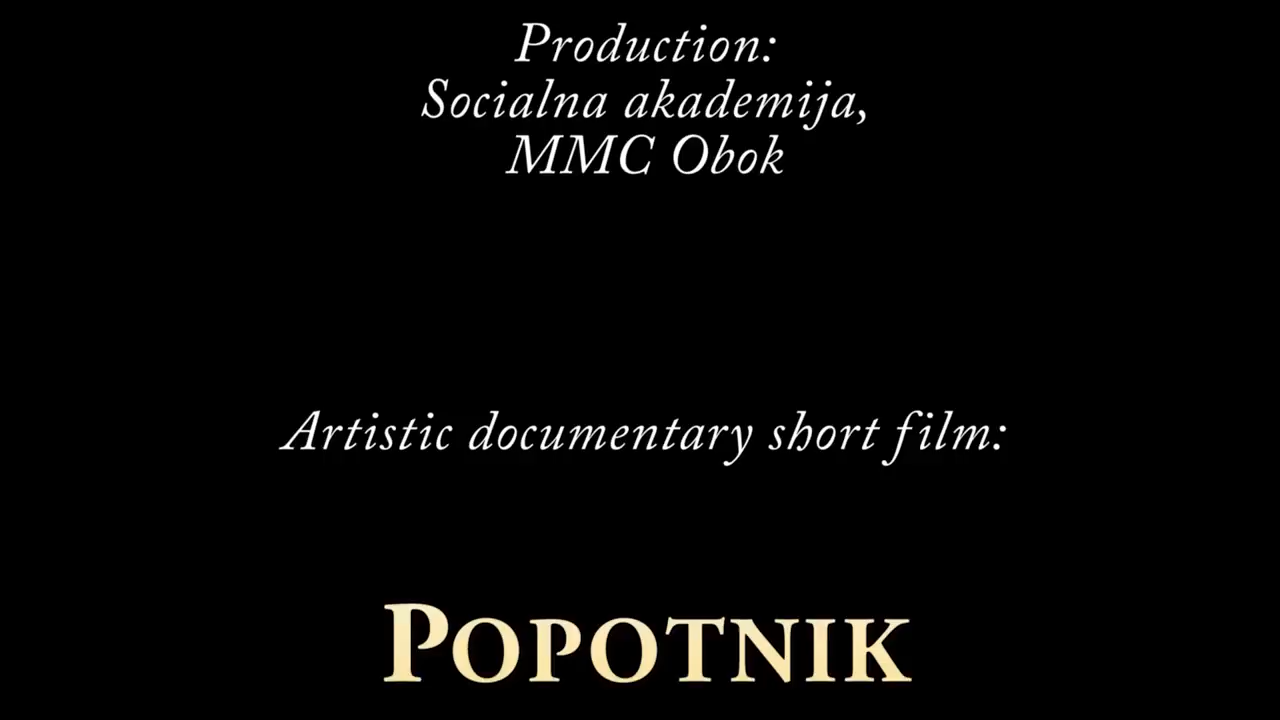 Production:
Socialna akademija,
MMC Obok
Artistic documentary short film:
POPOTNIK